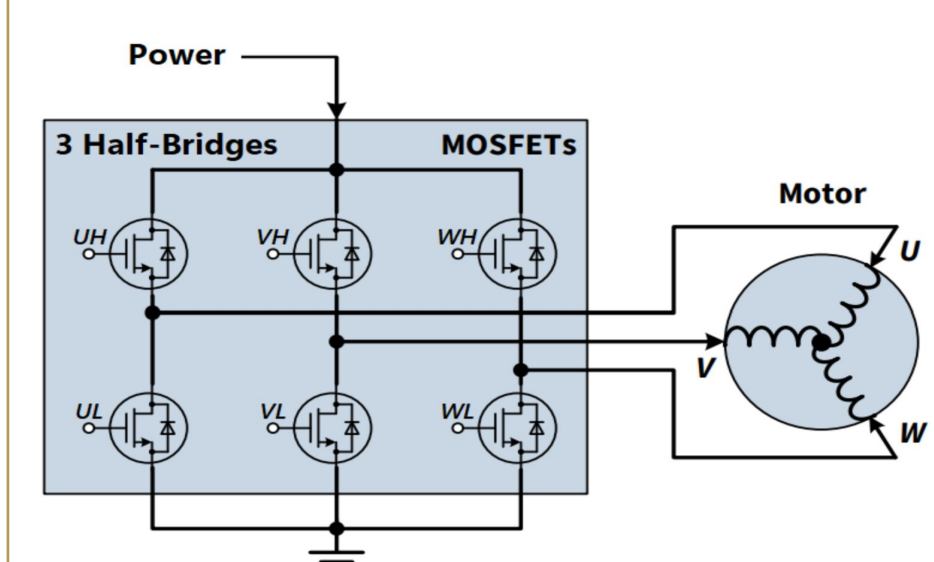 Power
3 Half-Bridges MOSFETs
Motor
UH VH WH
U
V
UL VL WL
W